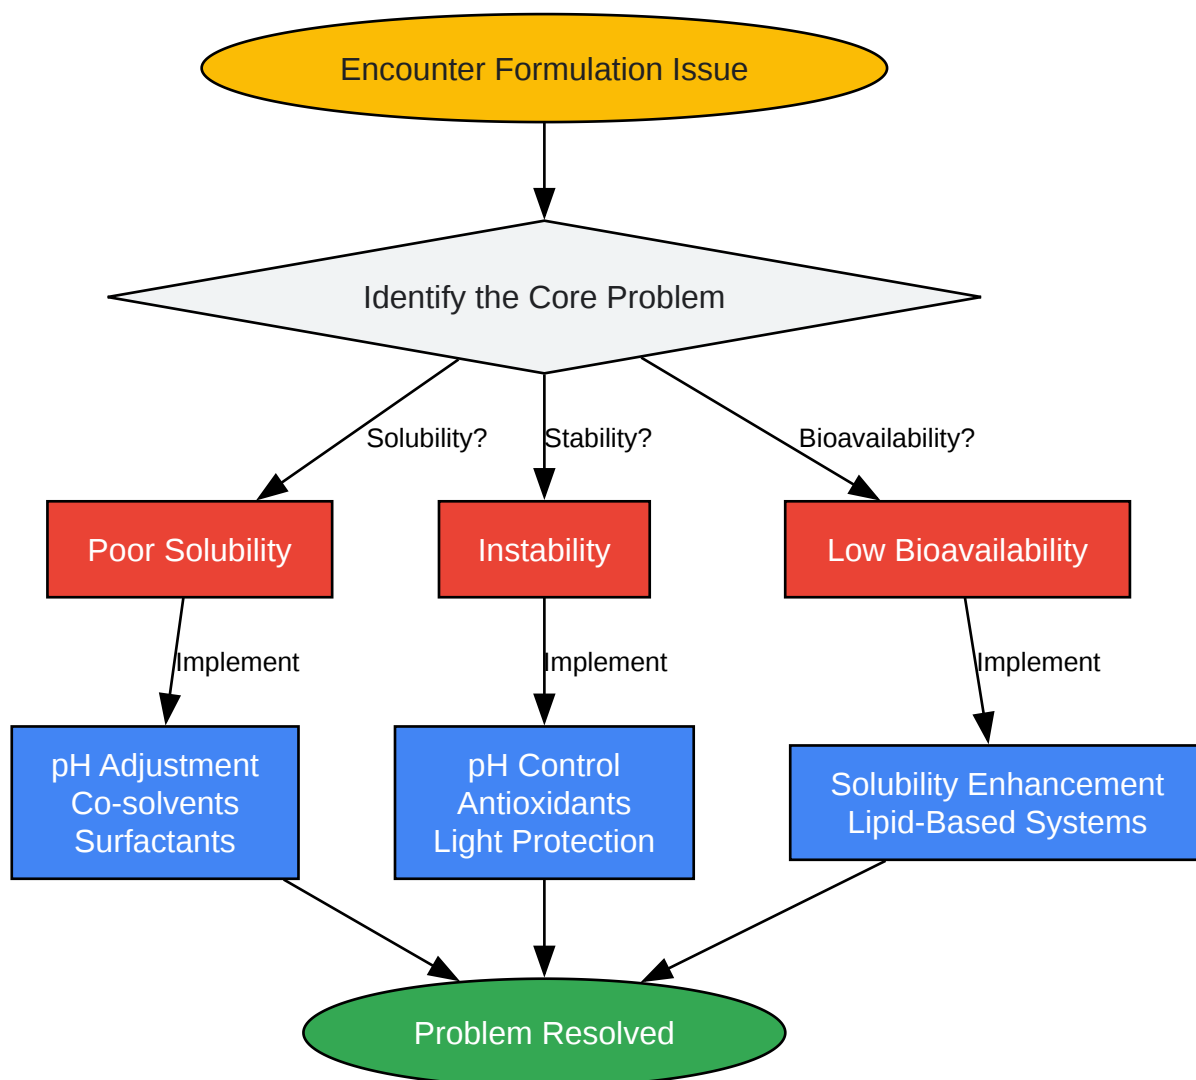 Encounter Formulation Issue
Identify the Core Problem
Solubility?
Stability?
Bioavailability?
Poor Solubility
Instability
Low Bioavailability
Implement
Implement
Implement
pH Adjustment
Co-solvents
Surfactants
pH Control
Antioxidants
Light Protection
Solubility Enhancement
Lipid-Based Systems
Problem Resolved